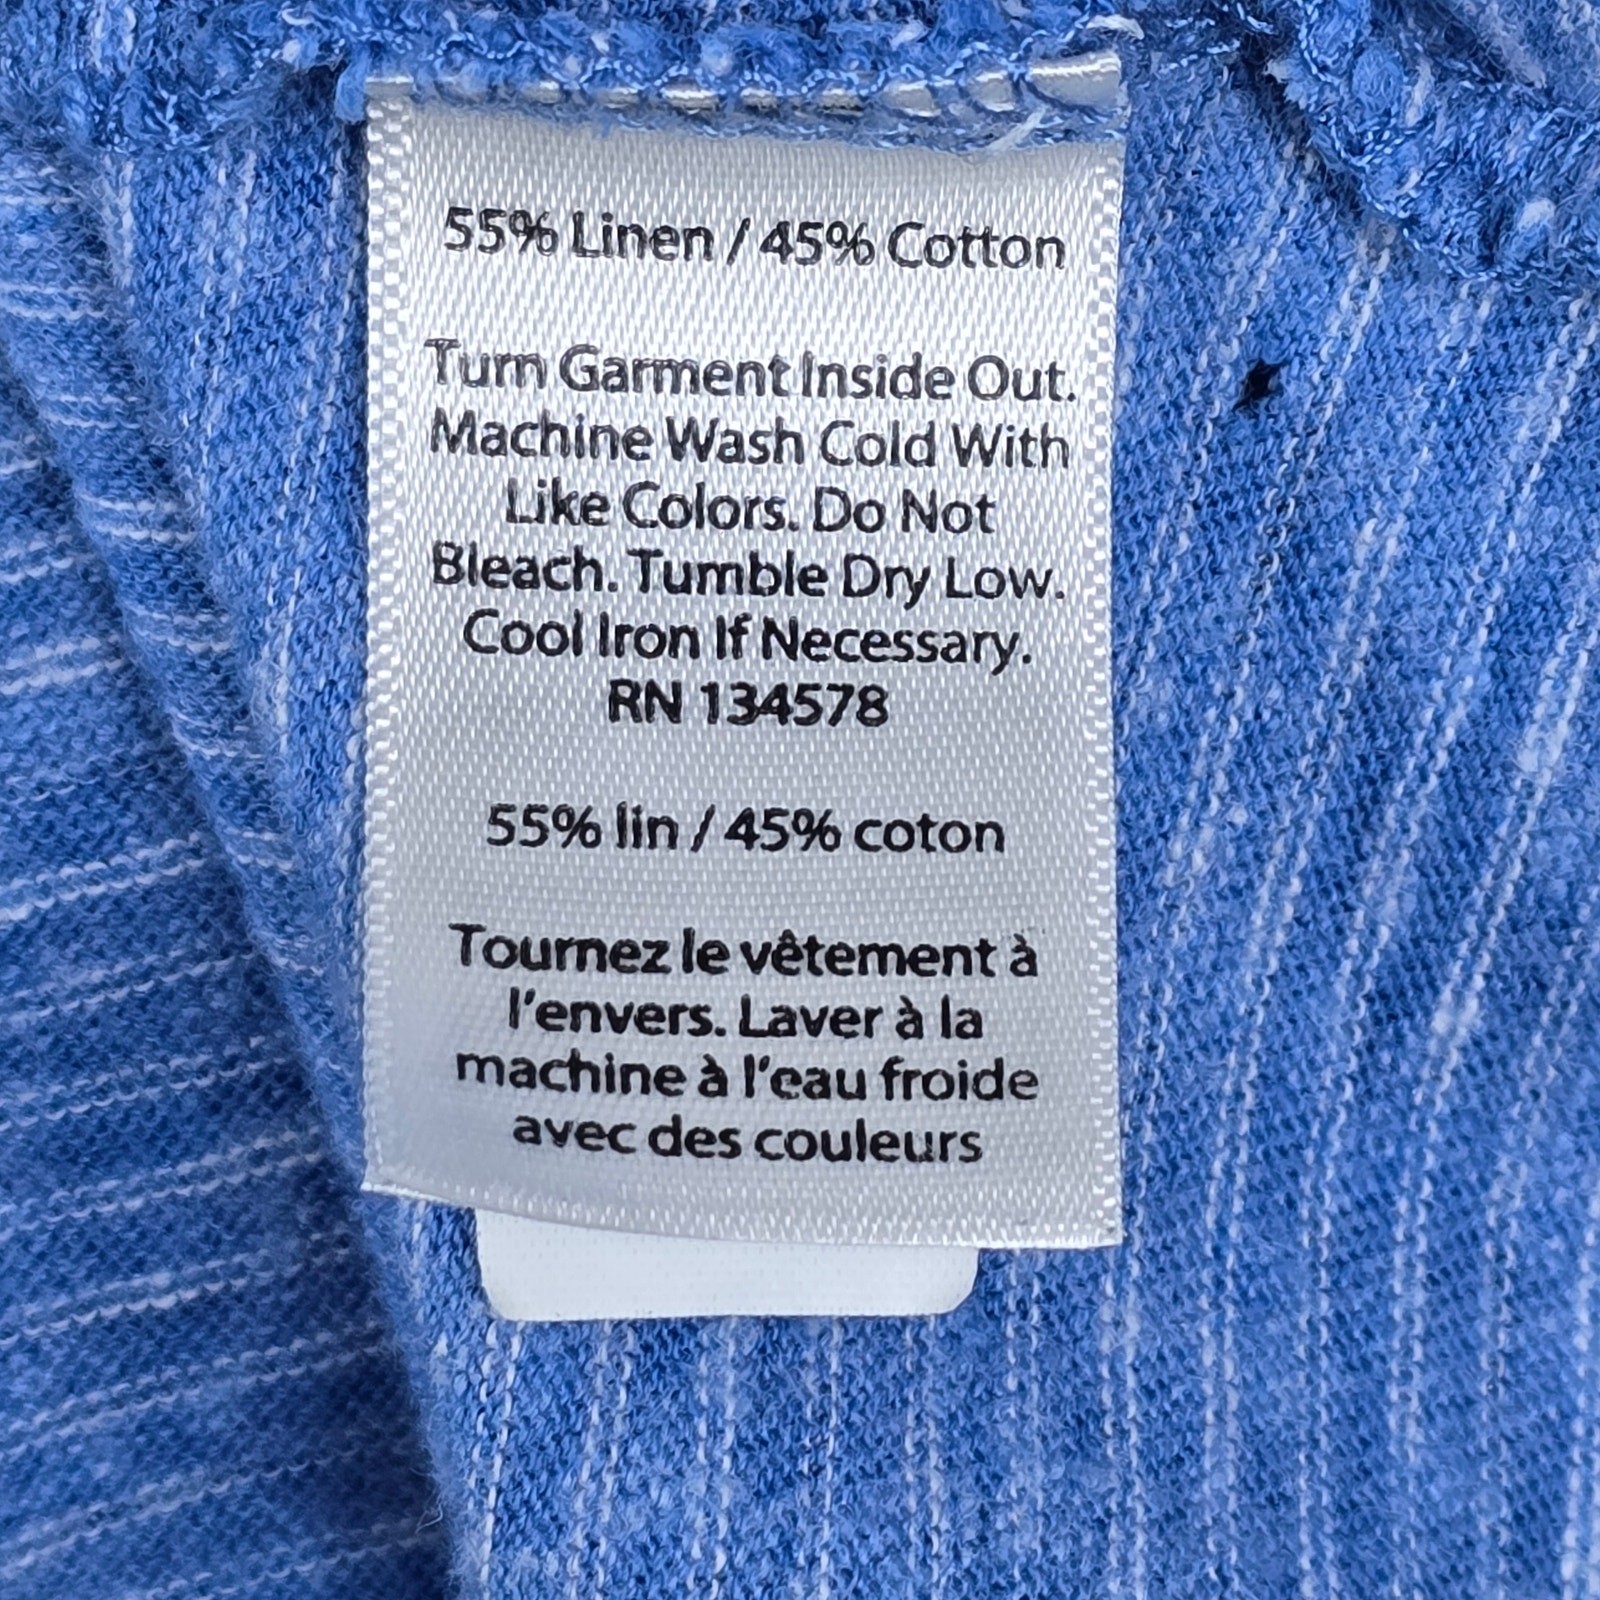 55% Linen / 45% Cotton
Turn Garment Inside Out.
Machine Wash Cold With
Like Colors. Do Not
Bleach. Tumble Dry Low.
Cool Iron If Necessary.
RN 134578
55% lin / 45% coton
Tournez le vêtement à
l'envers. Laver à la
machine à l'eau froide
avec des couleurs